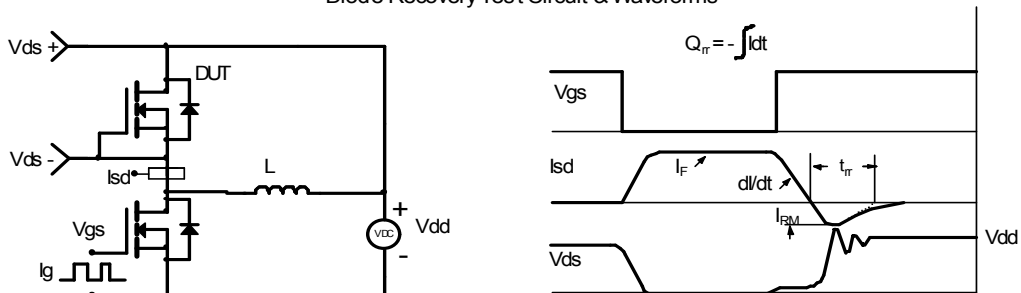 Diode Recovery Test Circuit & Waveforms
Vds +
DUT
Vds -
Isd
L
Vgs
Ig
+
VDC
-
Vdd
Qrr = - ∫Idt
Vgs
Isd
IF
dI/dt
trr
IRM
Vdd
Vds